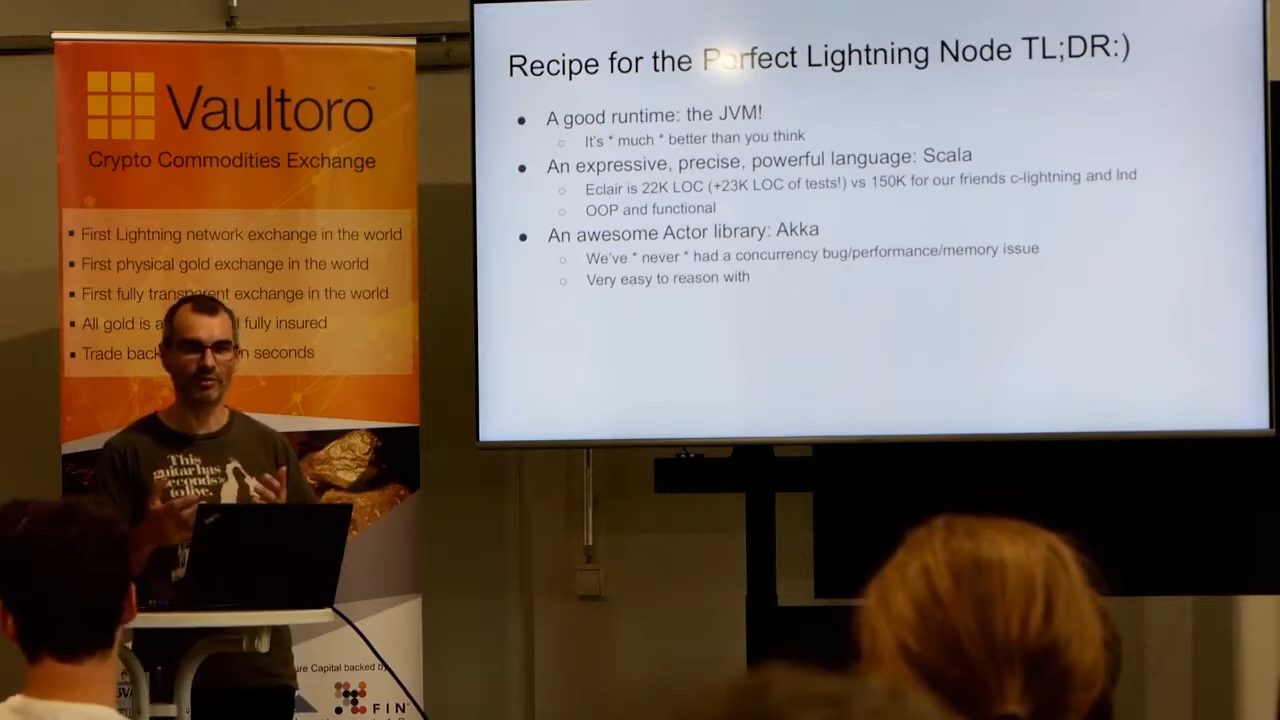 Vaultoro
Crypto Commodities Exchange
▪ First Lightning network exchange in the world
▪ First physical gold exchange in the world
▪ First fully transparent exchange in the world
▪ All gold is a fully insured
▪ Trade back n seconds
This
guitar has
seconds
to live.
ure Capital backed b
FIN
Recipe for the Perfect Lightning Node TL;DR:)
● A good runtime: the JVM!
○ It's * much * better than you think
● An expressive, precise, powerful language: Scala
○ Eclair is 22K LOC (+23K LOC of tests!) vs 150K for our friends c-lightning and lnd
○ OOP and functional
● An awesome Actor library: Akka
○ We've * never * had a concurrency bug/performance/memory issue
○ Very easy to reason with